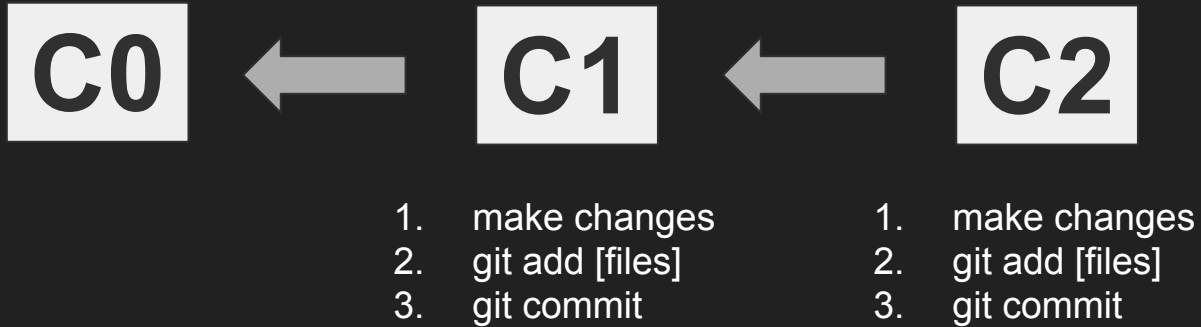 C0 C1 C2
1. make changes
2. git add [files]
3. git commit
1. make changes
2. git add [files]
3. git commit